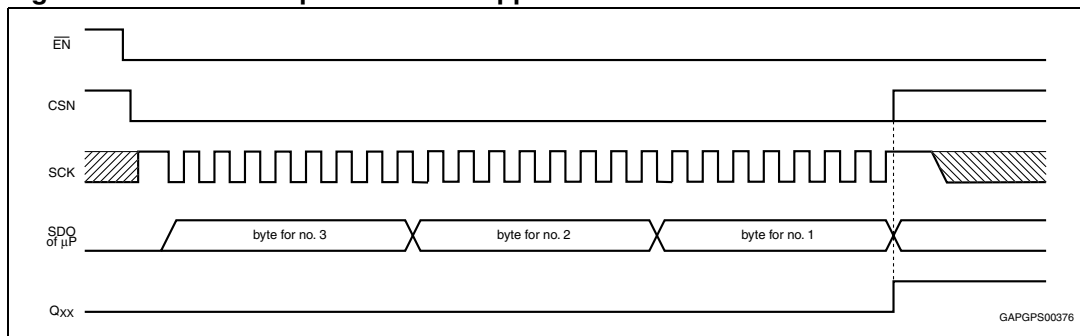 EN
CSN
SCK
SDO
of µP
byte for no. 3
byte for no. 2
byte for no. 1
QXX
GAPGPS00376